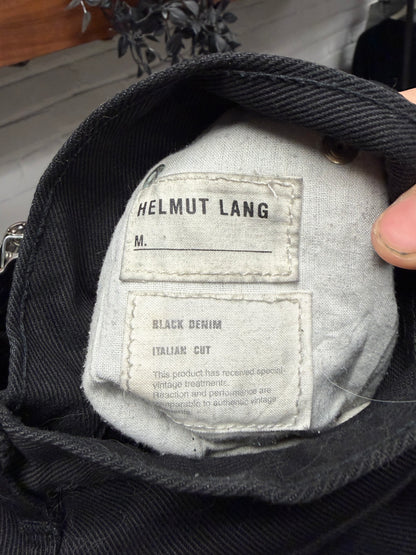 HELMUT LANG
M.
BLACK DENIM
ITALIAN CUT
This product has received special
vintage treatments.
Reaction and performance are
comparable to authentic vintage